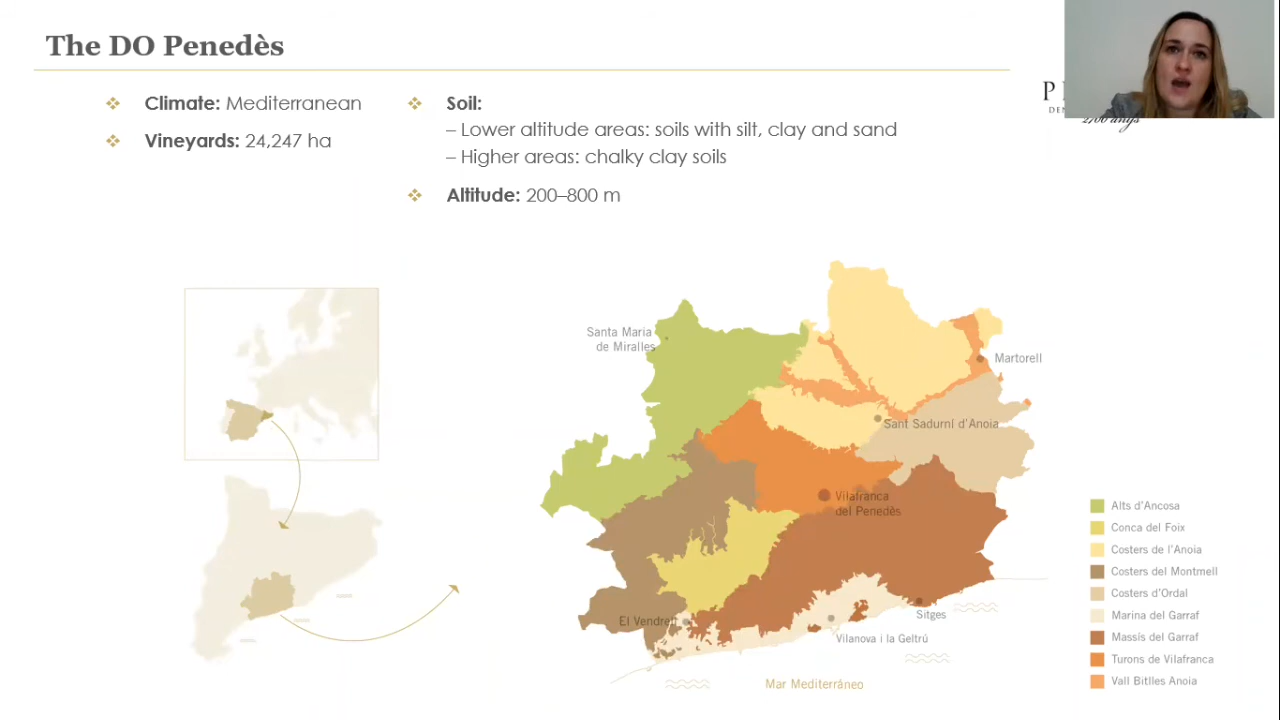 The DO Penedès
Climate: Mediterranean
Vineyards: 24,247 ha
Soil:
– Lower altitude areas: soils with silt, clay and sand
– Higher areas: chalky clay soils
Altitude: 200–800 m
Santa Maria
de Miralles
Martorell
Sant Sadurní d'Anoia
Vilafranca
del Penedès
El Vendrell
Sitges
Vilanova i la Geltrú
Mar Mediterráneo
Alts d'Ancosa
Conca del Foix
Costers de l'Anoia
Costers del Montmell
Costers d'Ordal
Marina del Garraf
Massís del Garraf
Turons de Vilafranca
Vall Bitlles Anoia